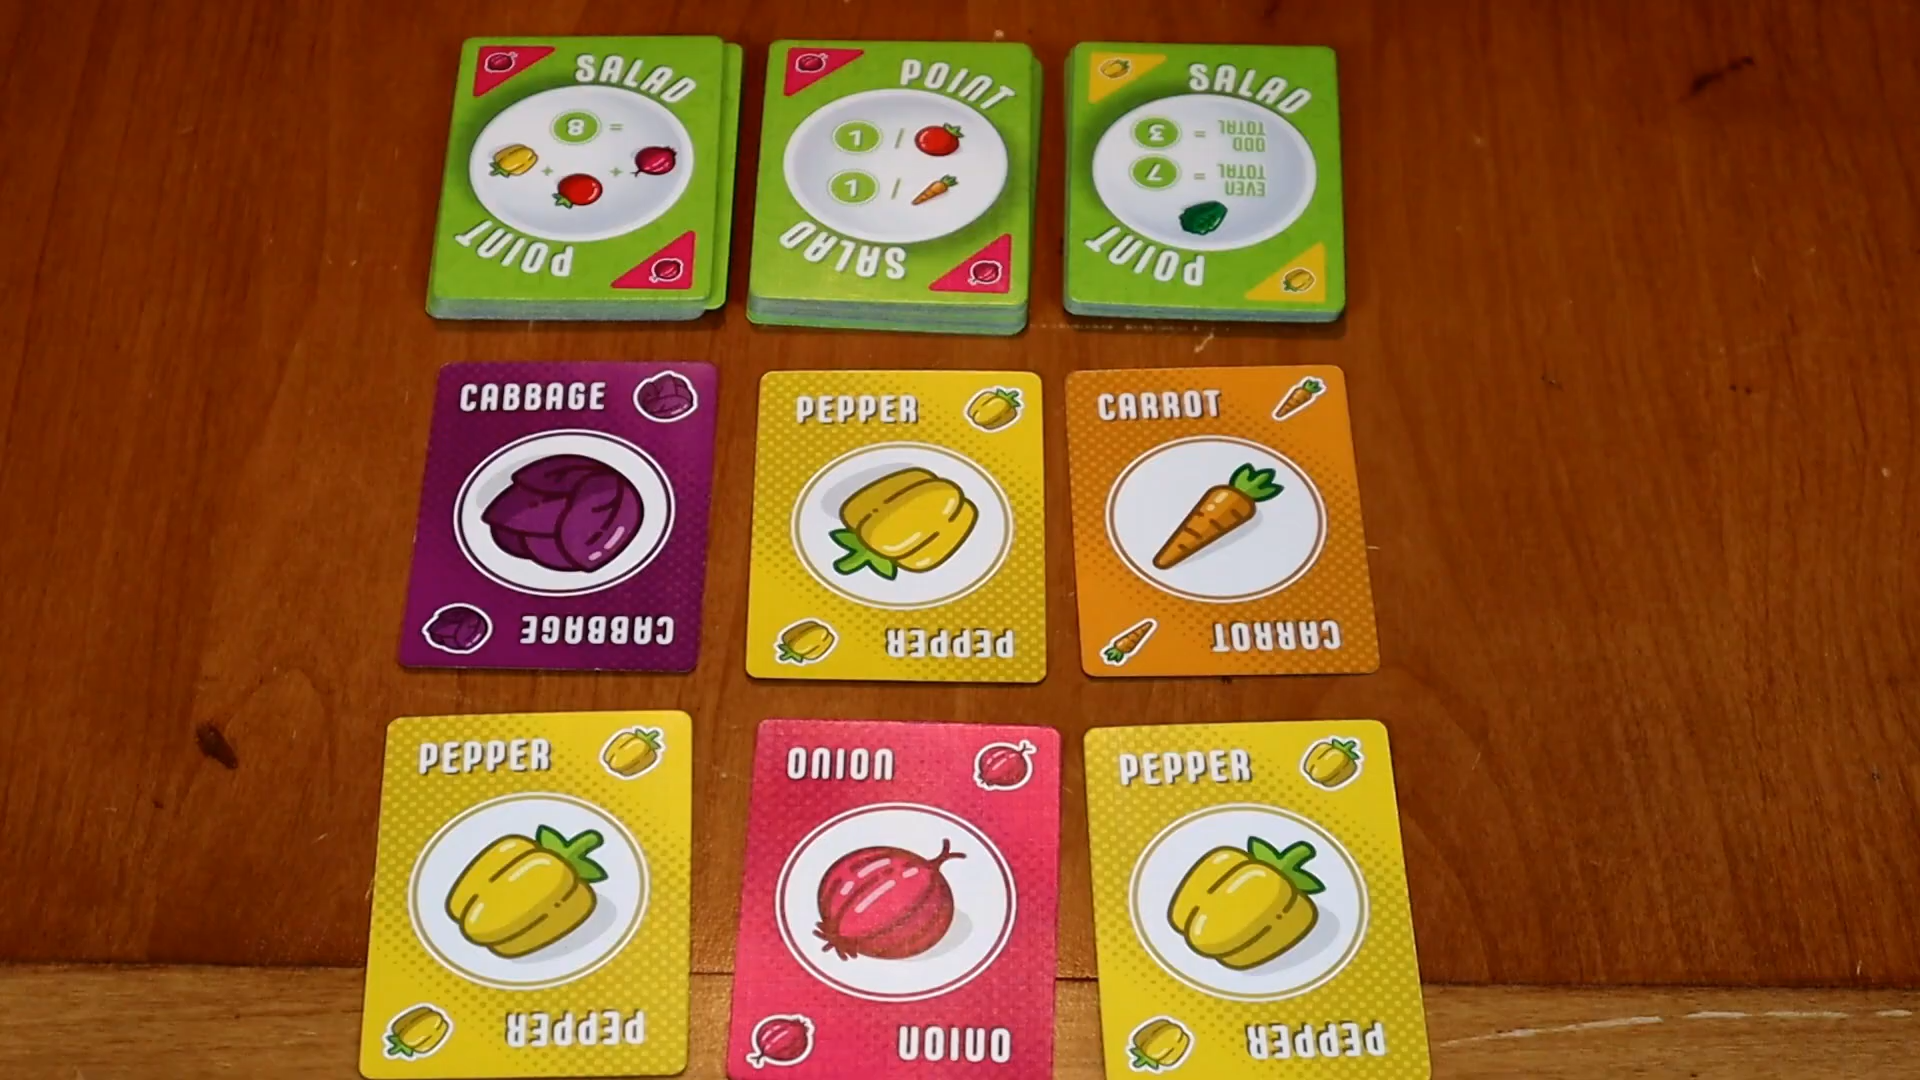 SALAD
8 =
+ +
POINT
POINT
1 /
1 /
SALAD
SALAD
ODD TOTAL = 3
EVEN TOTAL = 7
POINT
CABBAGE
CABBAGE
PEPPER
PEPPER
CARROT
CARROT
PEPPER
PEPPER
ONION
ONION
PEPPER
PEPPER